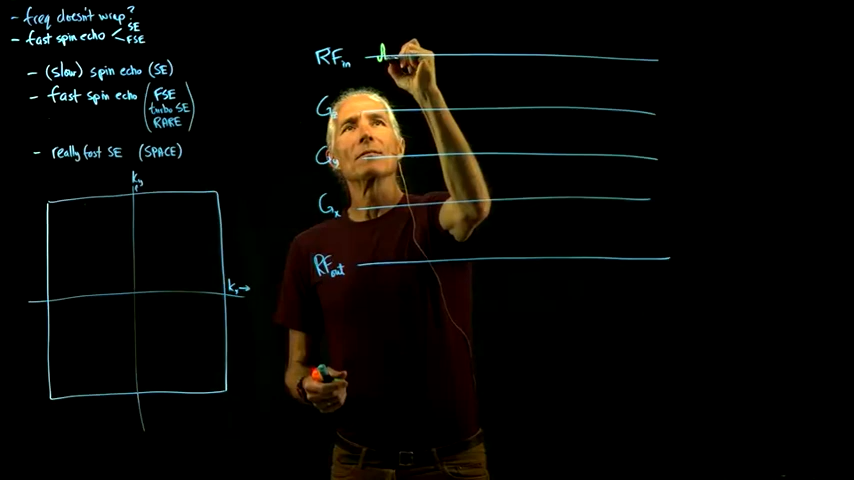 - freq doesn't wrap?
- fast spin echo < SE
FSE
- (slow) spin echo (SE)
- fast spin echo (FSE
turbo SE
RARE)
- really fast SE (SPACE)
ky
kx →
RFin
Gz
Gy
Gx
RFout